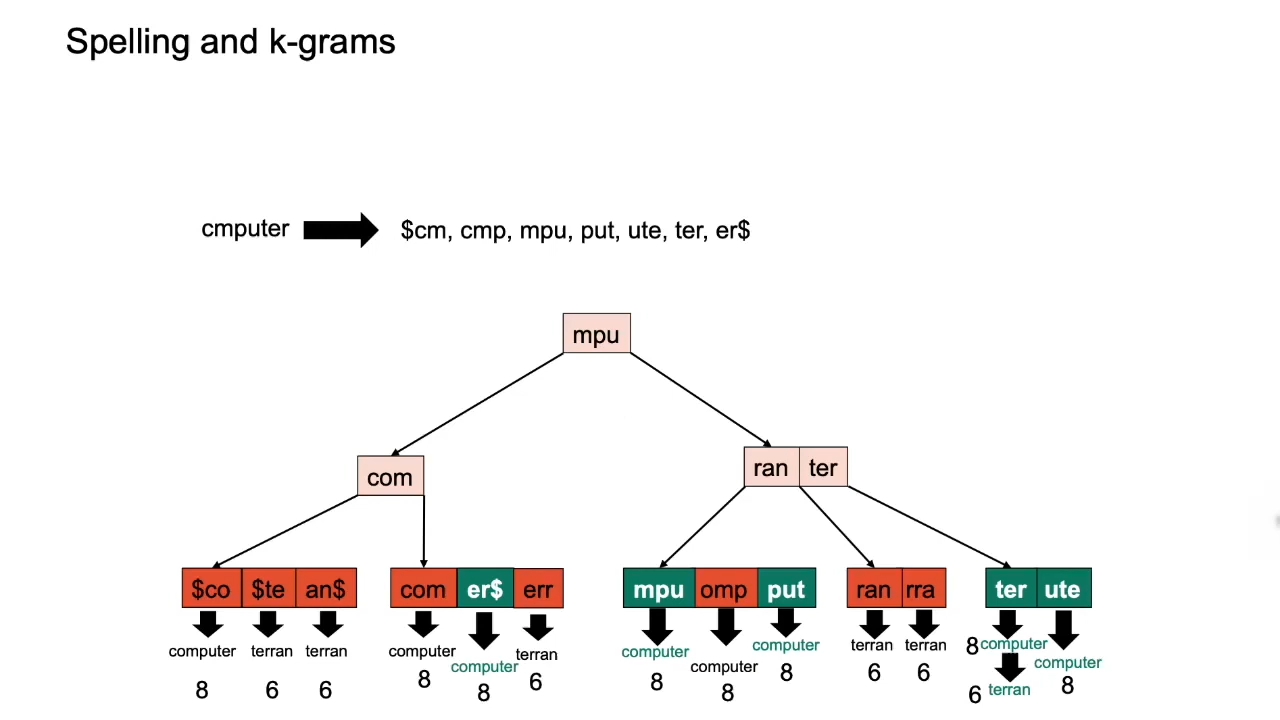 Spelling and k-grams
cmputer $cm, cmp, mpu, put, ute, ter, er$
mpu
com
ran ter
$co $te an$ com er$ err mpu omp put ran rra ter ute
computer terran terran computer computer terran computer computer computer terran terran computer computer
terran
8 6 6 8 8 6 8 8 8 6 6 8 6 8